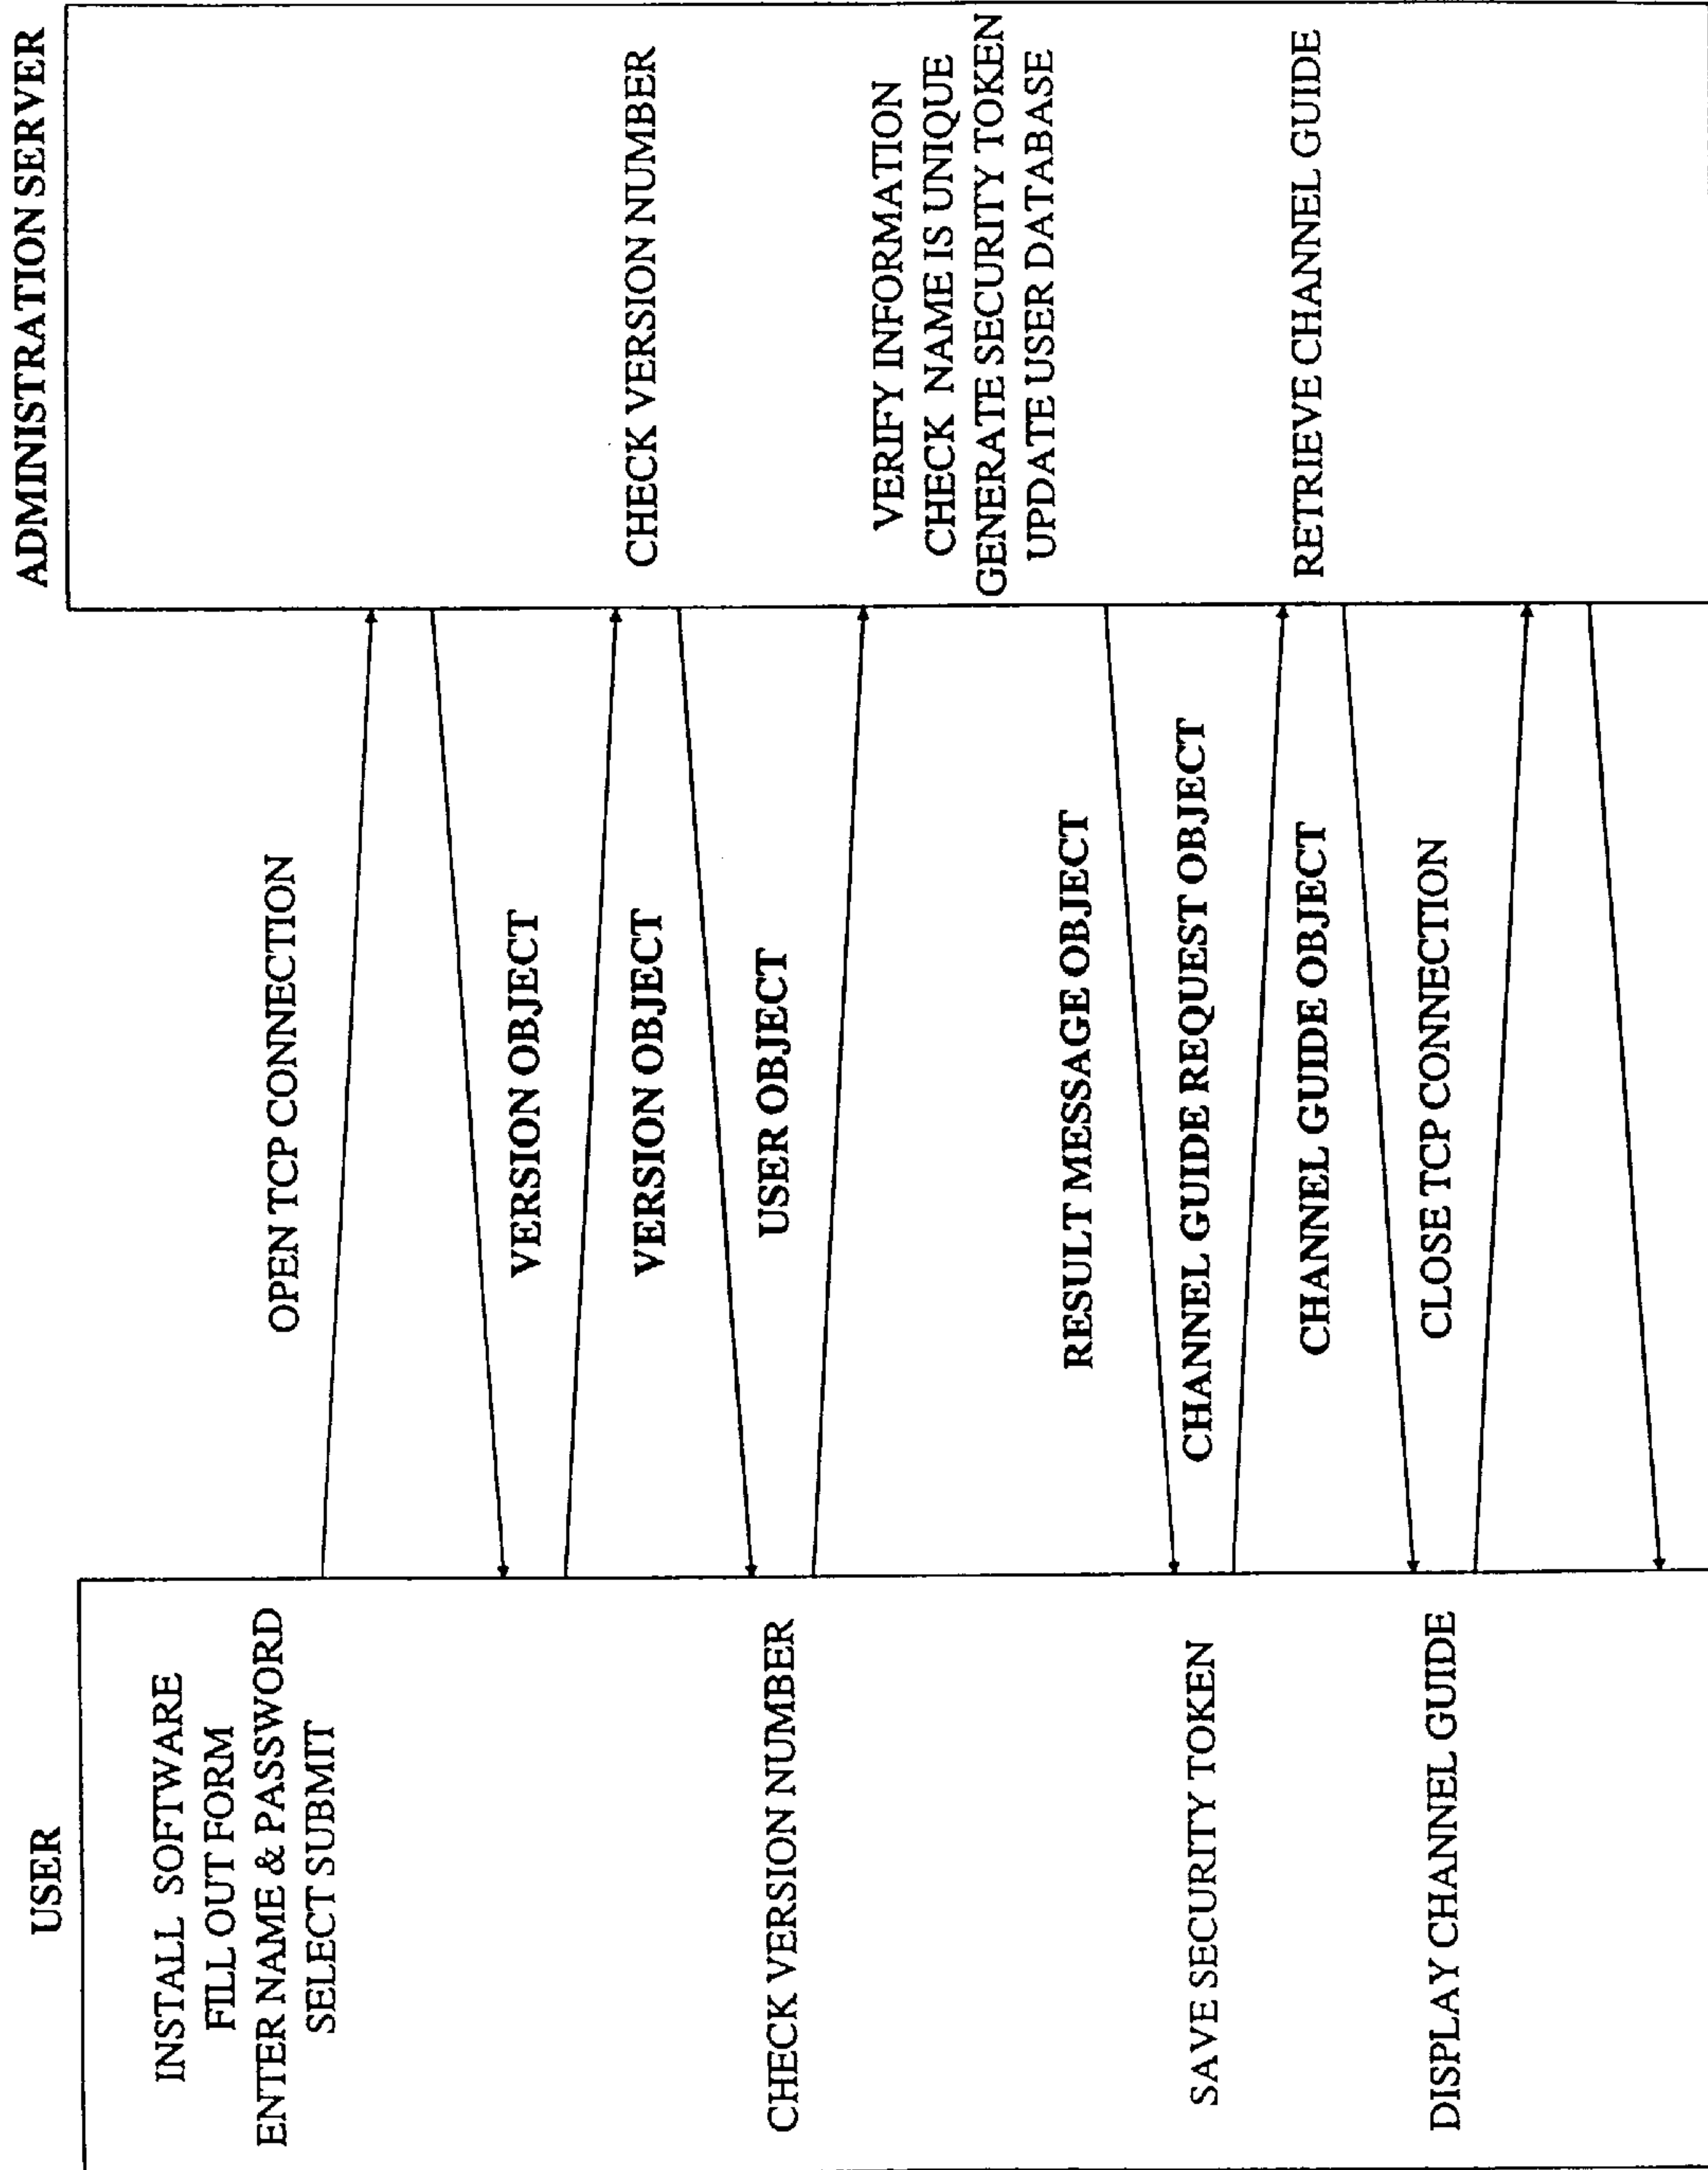 USER
ADMINISTRATION SERVER
INSTALL SOFTWARE
FILL OUT FORM
ENTER NAME & PASSWORD
SELECT SUBMIT
OPEN TCP CONNECTION
VERSION OBJECT
CHECK VERSION NUMBER
VERSION OBJECT
CHECK VERSION NUMBER
USER OBJECT
VERIFY INFORMATION
CHECK NAME IS UNIQUE
GENERATE SECURITY TOKEN
UPDATE USER DATABASE
RESULT MESSAGE OBJECT
SAVE SECURITY TOKEN
CHANNEL GUIDE REQUEST OBJECT
RETRIEVE CHANNEL GUIDE
CHANNEL GUIDE OBJECT
DISPLAY CHANNEL GUIDE
CLOSE TCP CONNECTION